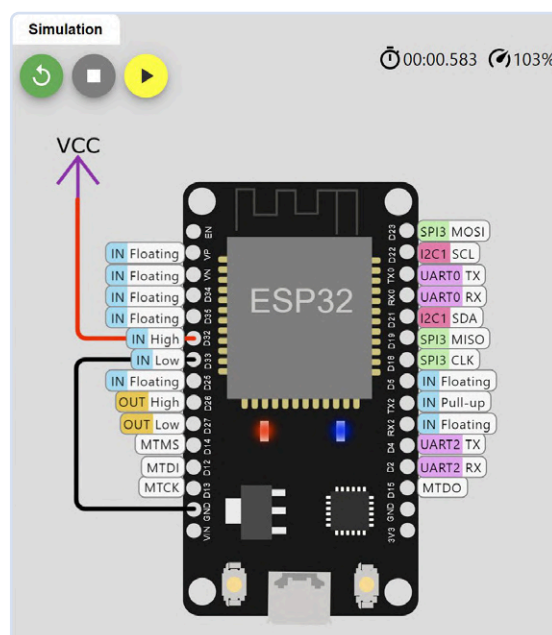 Simulation
00:00.583 103%
VCC
EN
IN Floating VP
IN Floating VN
IN Floating D34
IN Floating D35
IN High D32
IN Low D33
IN Floating D25
OUT High D26
OUT Low D27
MTMS D14
MTDI D12
MTCK D13
GND
VIN
ESP32
D23 SPI3 MOSI
D22 I2C1 SCL
TX0 UART0 TX
RX0 UART0 RX
D21 I2C1 SDA
D19 SPI3 MISO
D18 SPI3 CLK
D5 IN Floating
TX2 IN Pull-up
RX2 IN Floating
D4 UART2 TX
D2 UART2 RX
D15 MTDO
GND
3V3